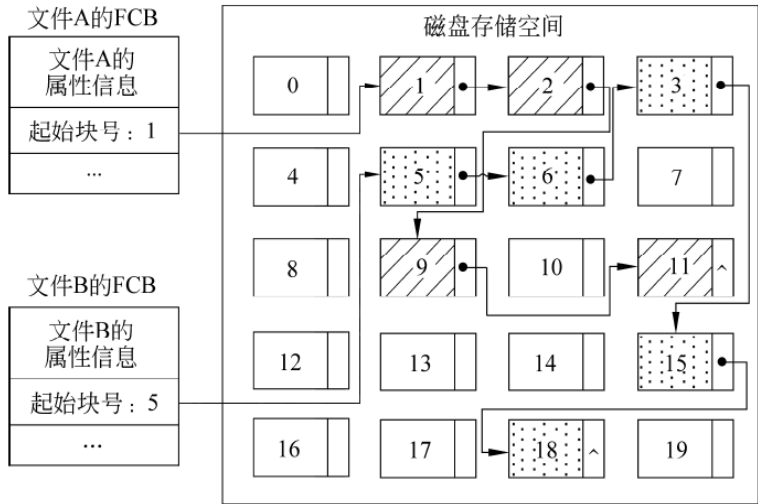 文件A的FCB
文件A的
属性信息
起始块号：1
...
文件B的FCB
文件B的
属性信息
起始块号：5
...
磁盘存储空间
0 1 2 3
4 5 6 7
8 9 10 11 ^
12 13 14 15
16 17 18 ^ 19